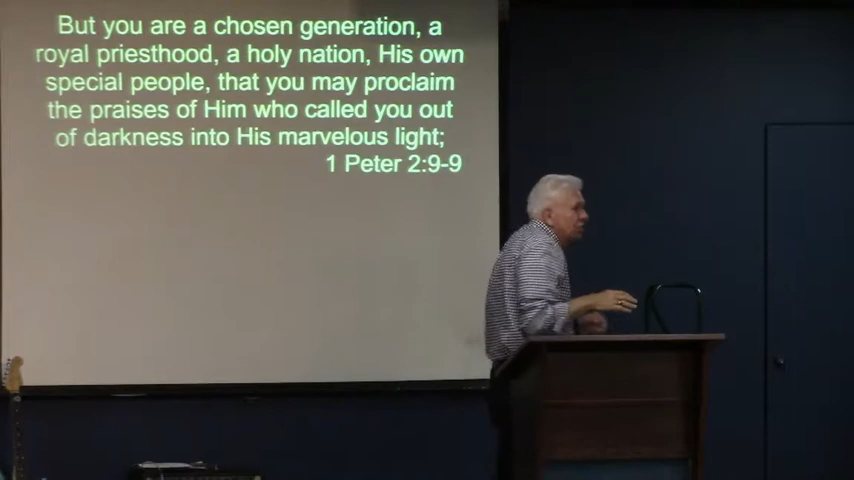 But you are a chosen generation, a
royal priesthood, a holy nation, His own
special people, that you may proclaim
the praises of Him who called you out
of darkness into His marvelous light;
1 Peter 2:9-9